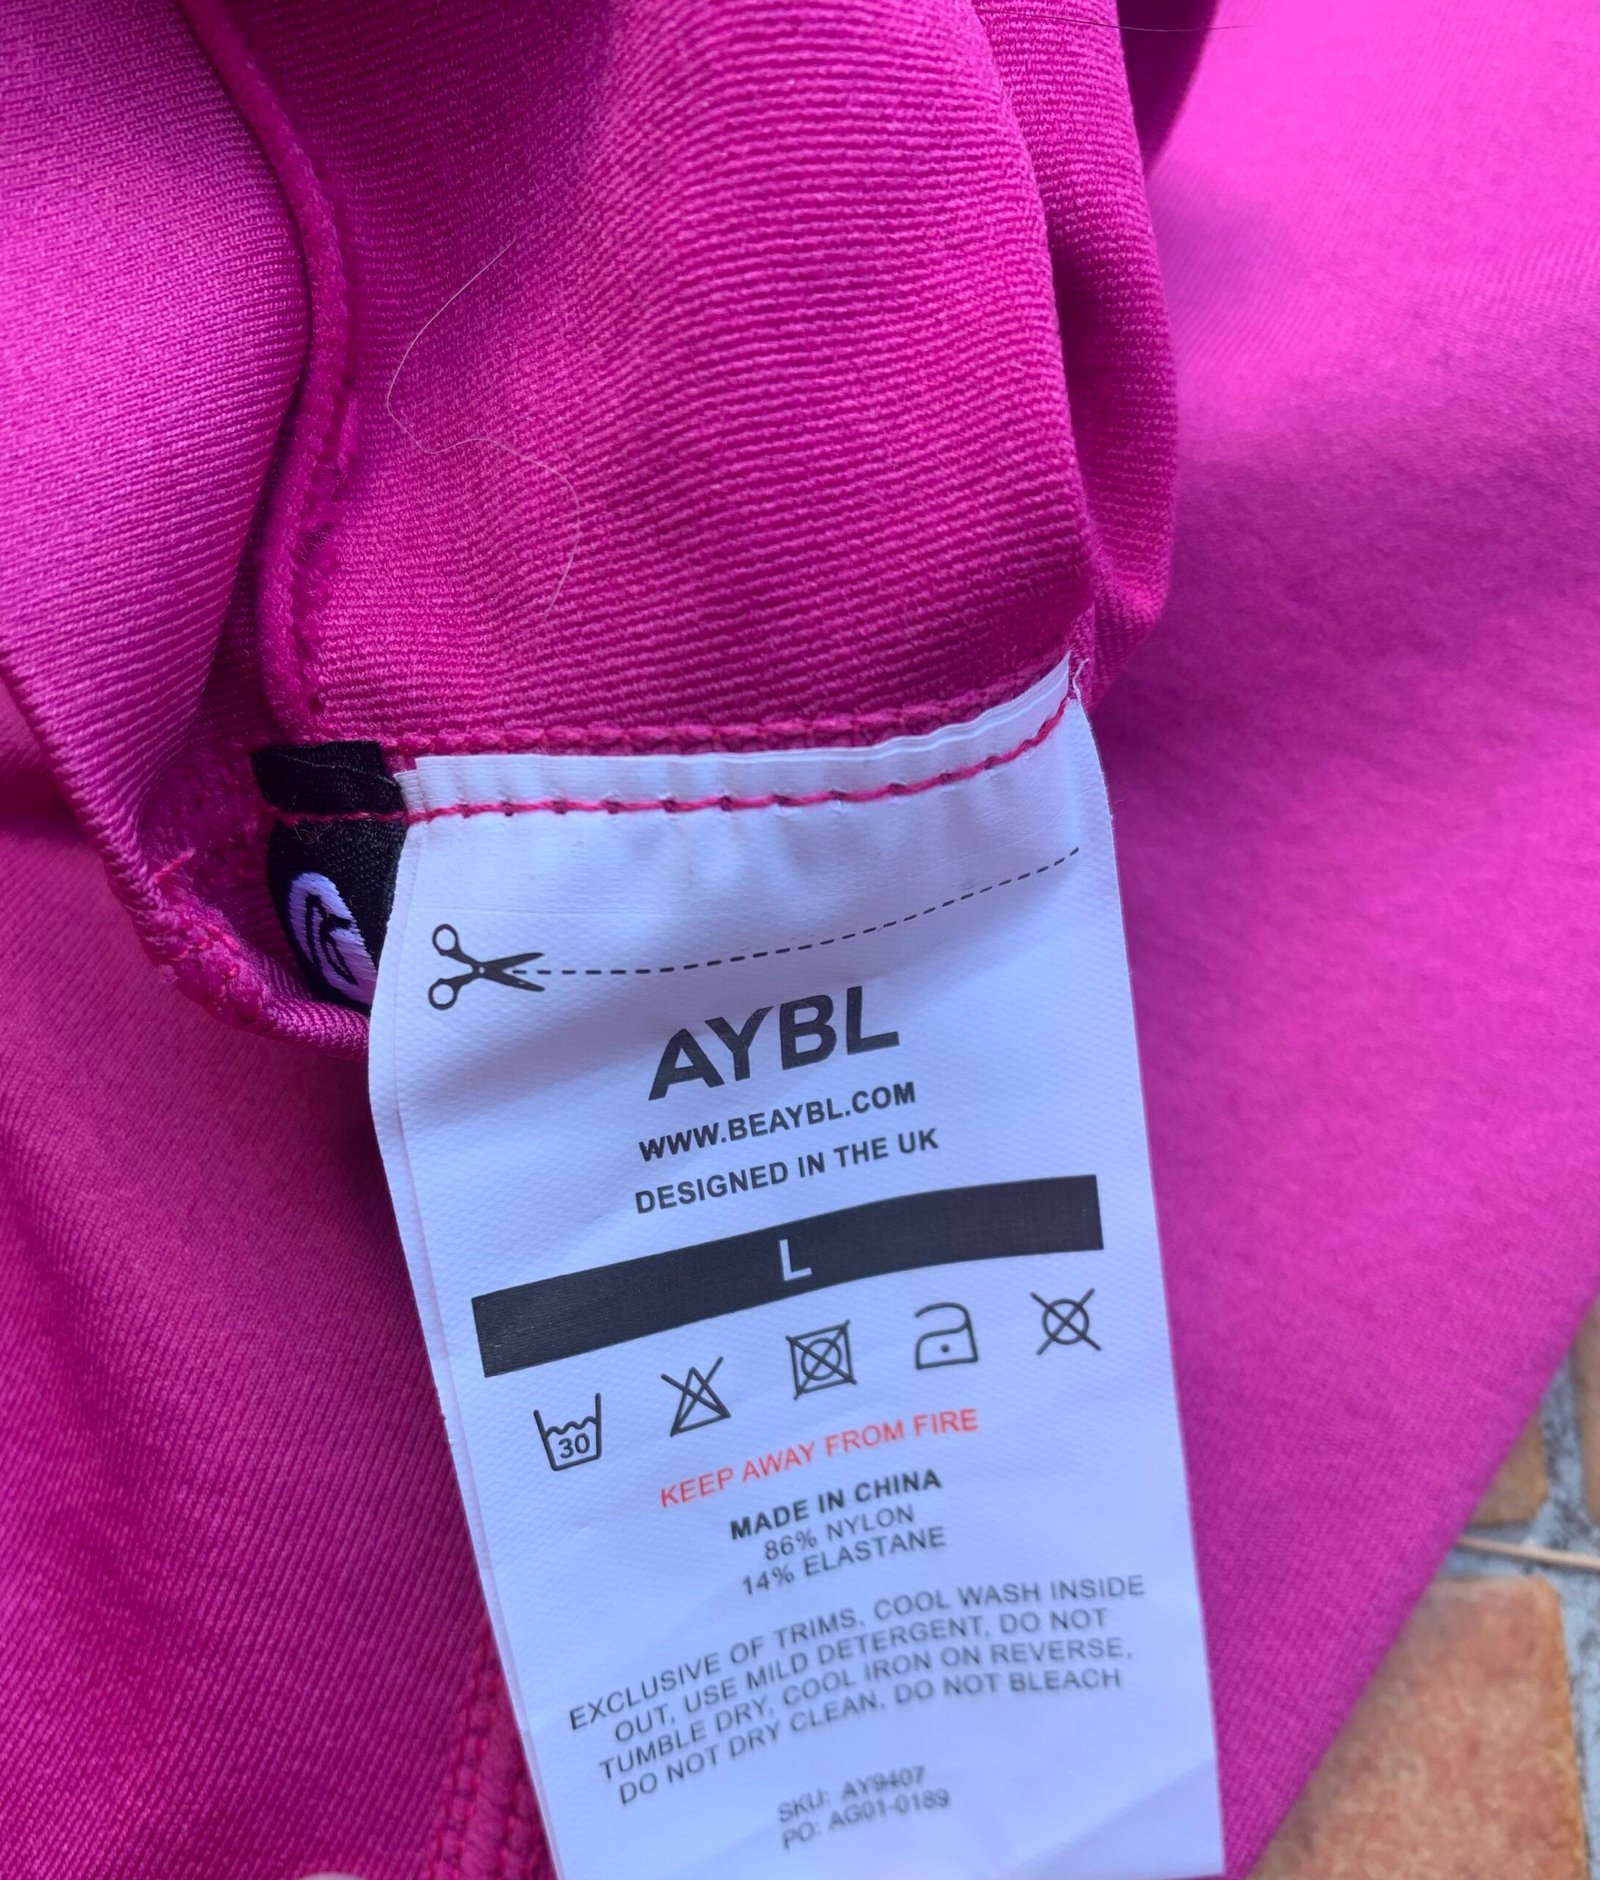 AYBL
WWW.BEAYBL.COM
DESIGNED IN THE UK
L
30
KEEP AWAY FROM FIRE
MADE IN CHINA
86% NYLON
14% ELASTANE
EXCLUSIVE OF TRIMS, COOL WASH INSIDE
OUT, USE MILD DETERGENT, DO NOT
TUMBLE DRY, COOL IRON ON REVERSE,
DO NOT DRY CLEAN, DO NOT BLEACH
SKU: AY9407
PO: AG01-0189